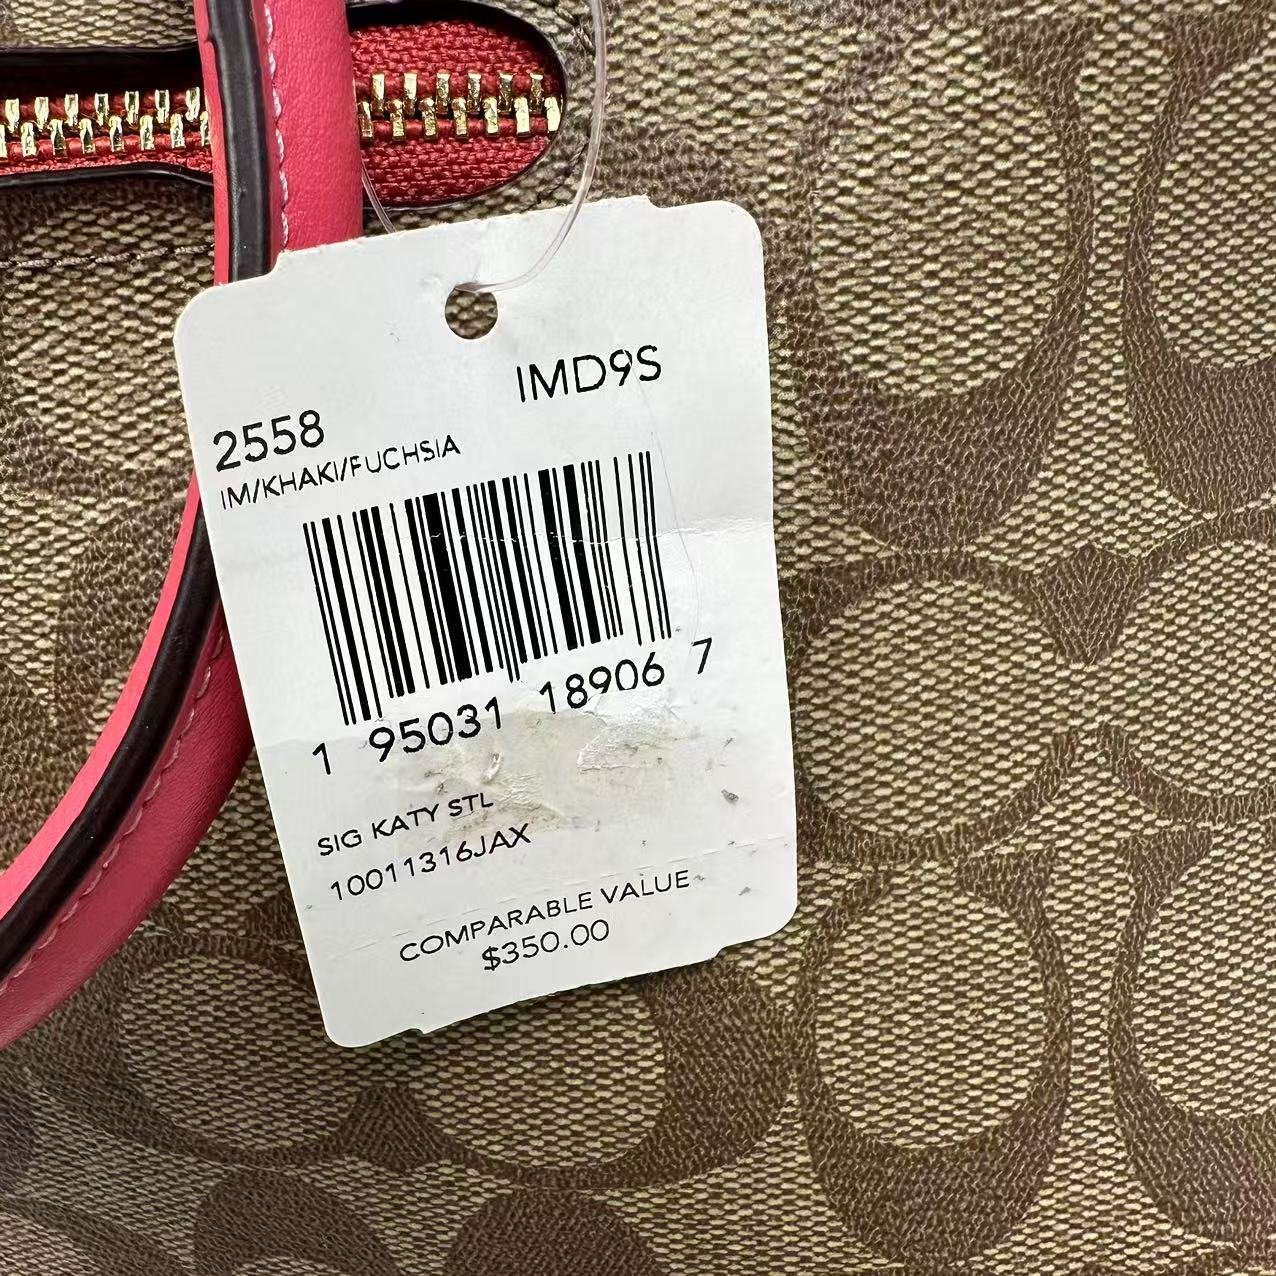 IMD9S
2558
IM/KHAKI/FUCHSIA
1 95031 18906 7
SIG KATY STL
10011316JAX
COMPARABLE VALUE
$350.00